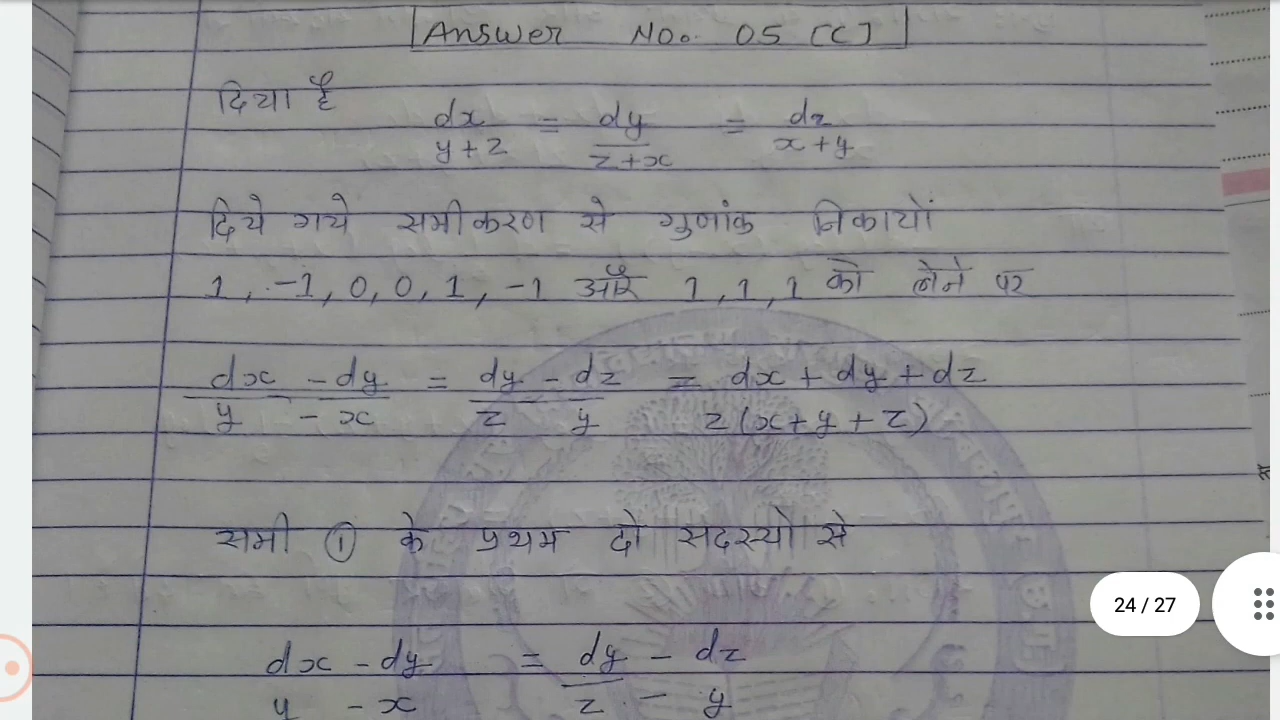 Answer No. 05 (C)
दिया है
dx/y+z = dy/z+x = dz/x+y
दिये गये समीकरण से गुणांक निकायों
1, -1, 0, 0, 1, -1 और 1, 1, 1 को लेने पर
dx - dy/y - x = dy - dz/z - y = dx + dy + dz/2(x+y+z)
समी ① के प्रथम दो सदस्यो से
dx - dy/y - x = dy - dz/z - y
24 / 27